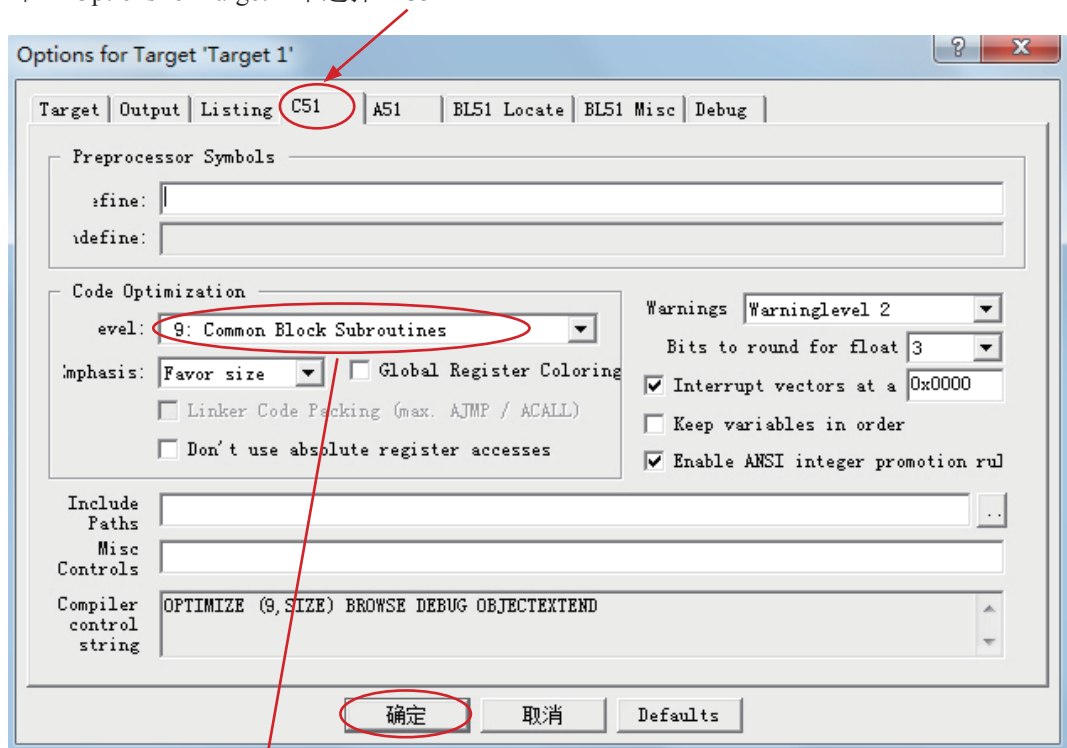 Options for Target 'Target 1'
Target Output Listing C51 A51 BL51 Locate BL51 Misc Debug
Preprocessor Symbols
efine:
define:
Code Optimization
evel: 9: Common Block Subroutines
Warnings Warninglevel 2
Bits to round for float 3
mphasis: Favor size Global Register Coloring
Interrupt vectors at a 0x0000
Linker Code Packing (max. AJMP / ACALL)
Keep variables in order
Don't use absolute register accesses
Enable ANSI integer promotion rul
Include
Paths
..
Misc
Controls
Compiler
control
string
OPTIMIZE (9,SIZE) BROWSE DEBUG OBJECTEXTEND
确定 取消 Defaults